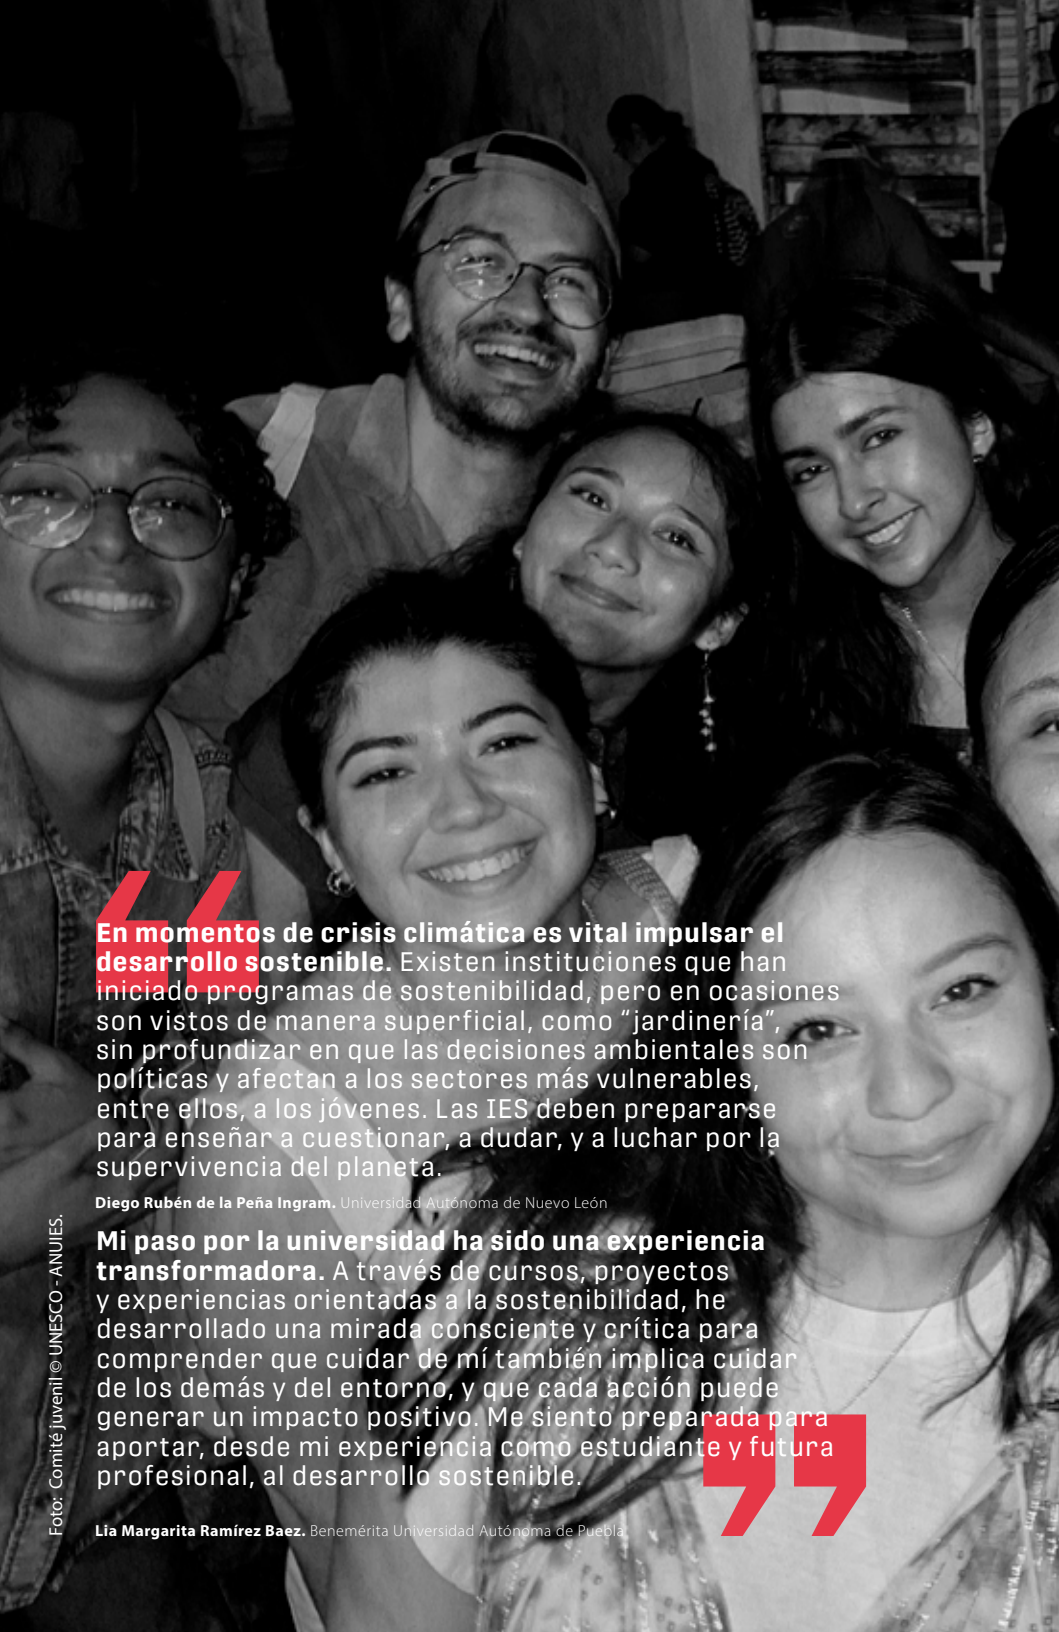 En momentos de crisis climática es vital impulsar el
desarrollo sostenible. Existen instituciones que han
iniciado programas de sostenibilidad, pero en ocasiones
son vistos de manera superficial, como “jardinería”,
sin profundizar en que las decisiones ambientales son
políticas y afectan a los sectores más vulnerables,
entre ellos, a los jóvenes. Las IES deben prepararse
para enseñar a cuestionar, a dudar, y a luchar por la
supervivencia del planeta.
Diego Rubén de la Peña Ingram. Universidad Autónoma de Nuevo León
Mi paso por la universidad ha sido una experiencia
transformadora. A través de cursos, proyectos
y experiencias orientadas a la sostenibilidad, he
desarrollado una mirada consciente y crítica para
comprender que cuidar de mí también implica cuidar
de los demás y del entorno, y que cada acción puede
generar un impacto positivo. Me siento preparada para
aportar, desde mi experiencia como estudiante y futura
profesional, al desarrollo sostenible.
Lia Margarita Ramírez Baez. Benemérita Universidad Autónoma de Puebla
Foto: Comité juvenil © UNESCO - ANUIES.